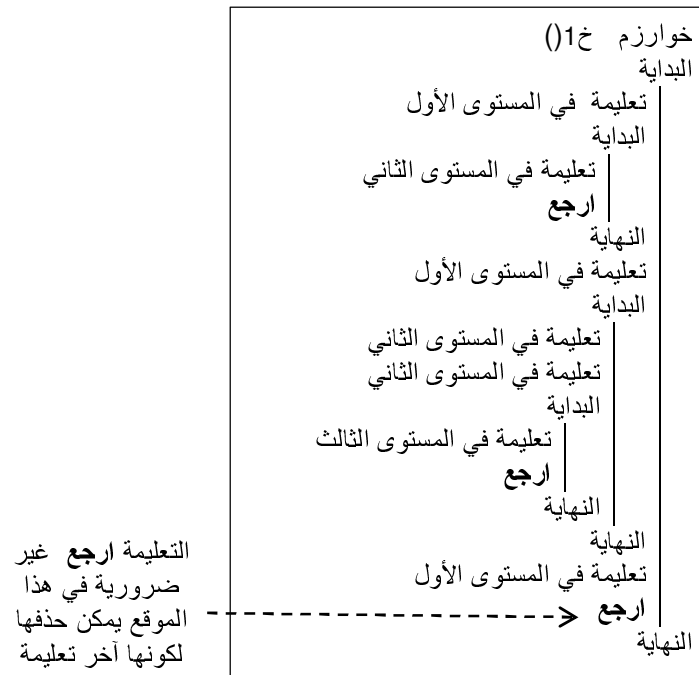 خوارزم خ1()
البداية
تعليمة في المستوى الأول
البداية
تعليمة في المستوى الثاني
ارجع
النهاية
تعليمة في المستوى الأول
البداية
تعليمة في المستوى الثاني
تعليمة في المستوى الثاني
البداية
تعليمة في المستوى الثالث
ارجع
النهاية
النهاية
تعليمة في المستوى الأول
ارجع
النهاية
التعليمة ارجع غير
ضرورية في هذا
الموقع يمكن حذفها
لكونها آخر تعليمة